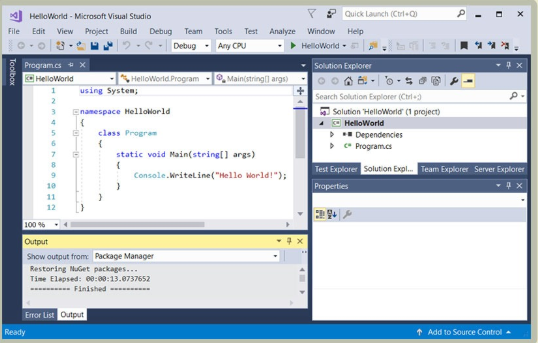 HelloWorld - Microsoft Visual Studio
Quick Launch (Ctrl+Q)
File Edit View Project Build Debug Team Tools Test Analyze Window Help
Debug Any CPU HelloWorld
Toolbox
Program.cs
HelloWorld HelloWorld.Program Main(string[] args)
1 using System;
2
3 namespace HelloWorld
4 {
5 class Program
6 {
7 static void Main(string[] args)
8 {
9 Console.WriteLine("Hello World!");
10 }
11 }
12 }
100 %
Output
Show output from: Package Manager
Restoring NuGet packages...
Time Elapsed: 00:00:13.0737652
========== Finished ==========
Error List Output
Solution Explorer
Search Solution Explorer (Ctrl+;)
Solution 'HelloWorld' (1 project)
C# HelloWorld
Dependencies
C# Program.cs
Test Explorer Solution Expl... Team Explorer Server Explorer
Properties
Ready
Add to Source Control